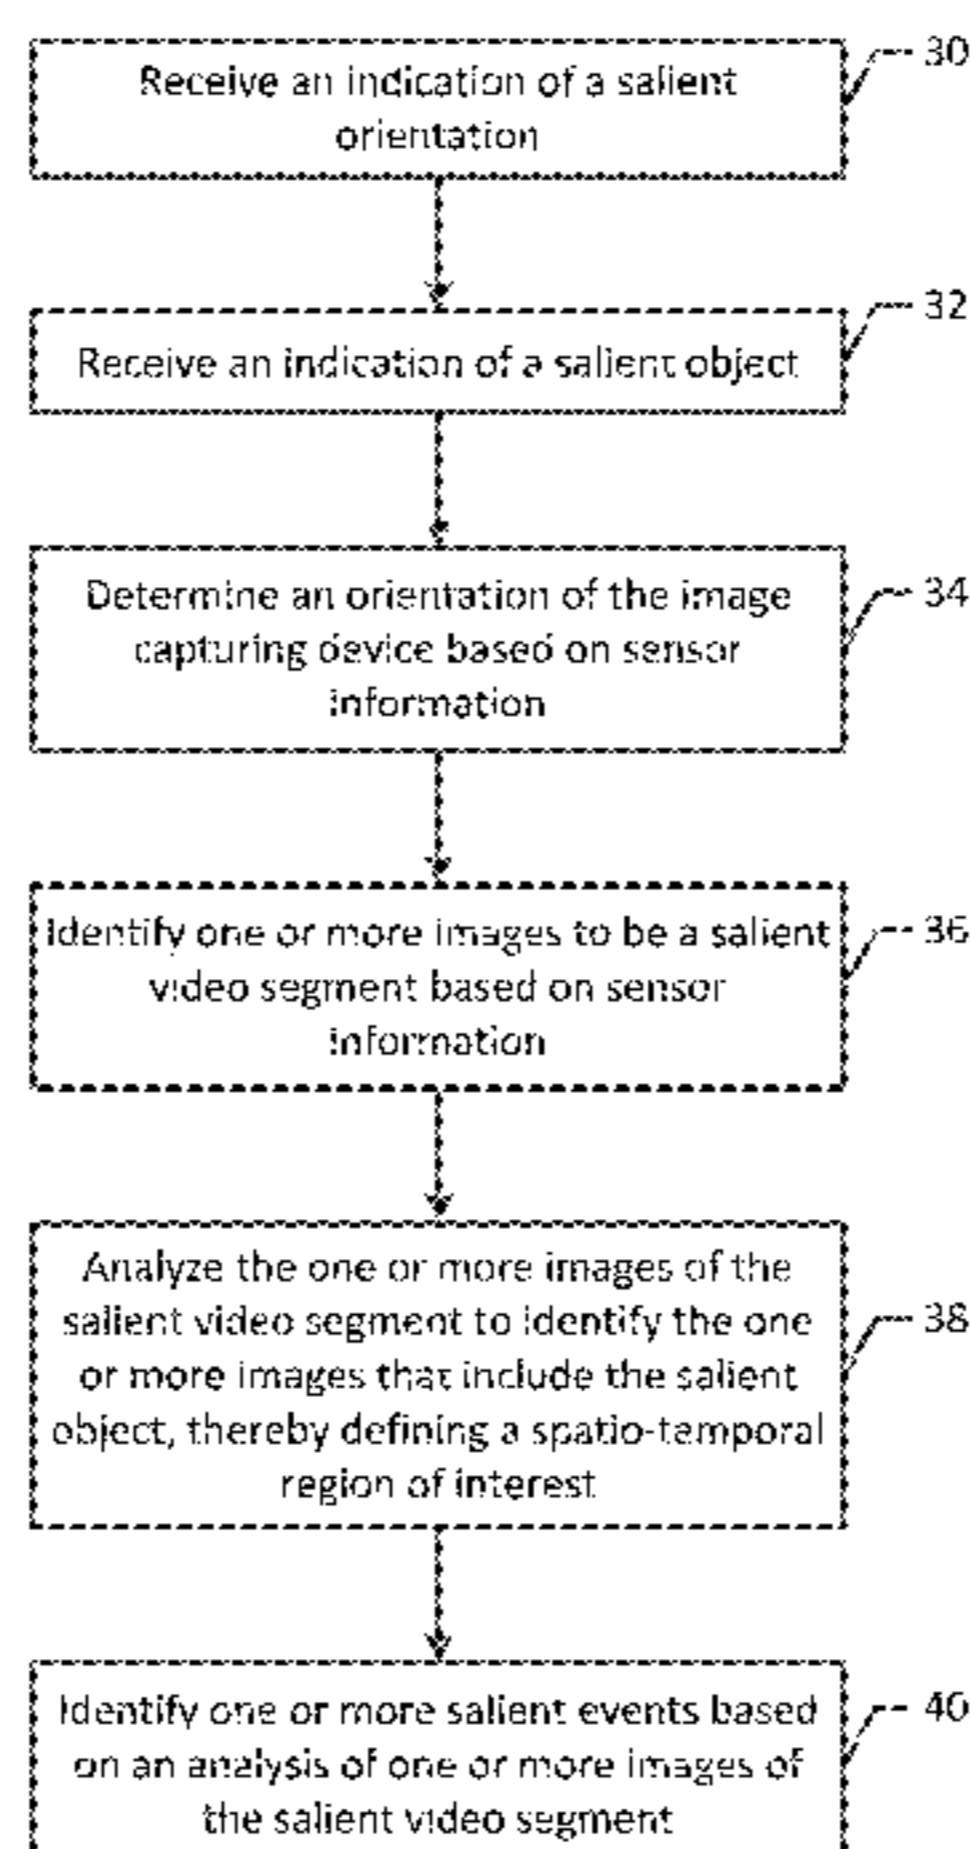 Receive an indication of a salient
orientation
30
Receive an indication of a salient object
32
Determine an orientation of the image
capturing device based on sensor
information
34
Identify one or more images to be a salient
video segment based on sensor
information
36
Analyze the one or more images of the
salient video segment to identify the one
or more images that include the salient
object, thereby defining a spatio-temporal
region of interest
38
Identify one or more salient events based
on an analysis of one or more images of
the salient video segment
40